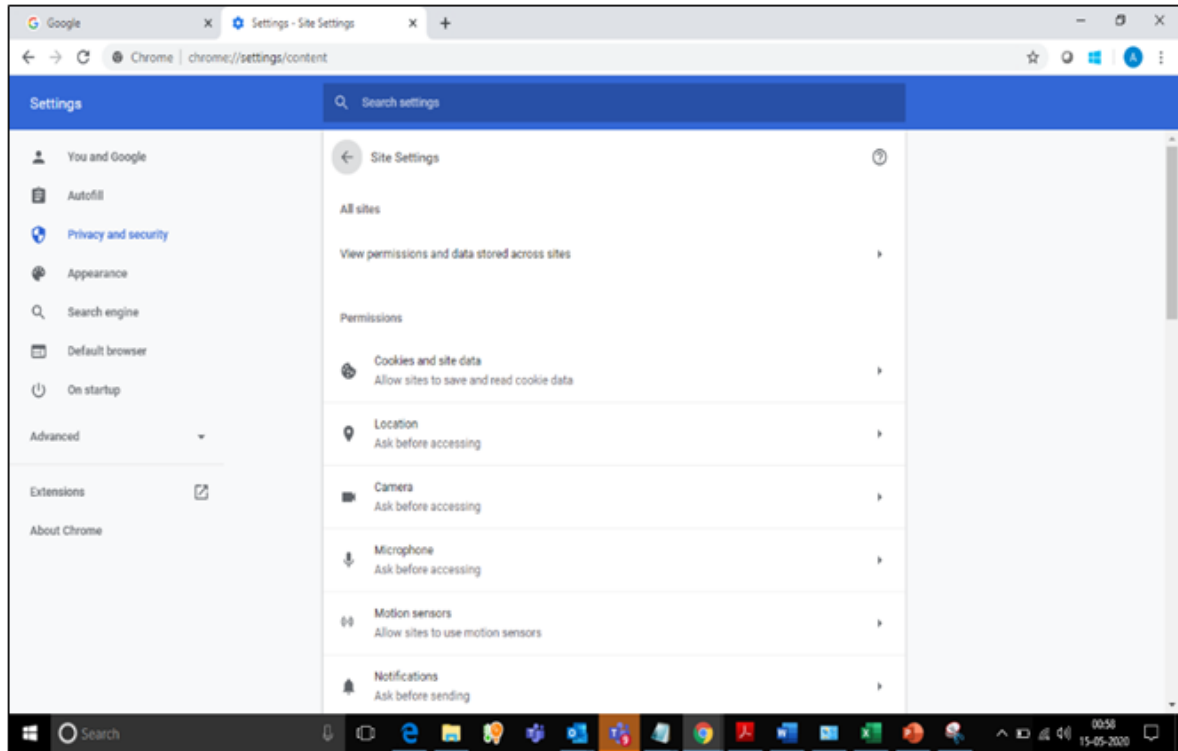 Google
Settings - Site Settings
Chrome | chrome://settings/content
A
Settings
Search settings
You and Google
Autofill
Privacy and security
Appearance
Search engine
Default browser
On startup
Advanced
Extensions
About Chrome
Site Settings
All sites
View permissions and data stored across sites
Permissions
Cookies and site data
Allow sites to save and read cookie data
Location
Ask before accessing
Camera
Ask before accessing
Microphone
Ask before accessing
Motion sensors
Allow sites to use motion sensors
Notifications
Ask before sending
Search
00:58
15-05-2020